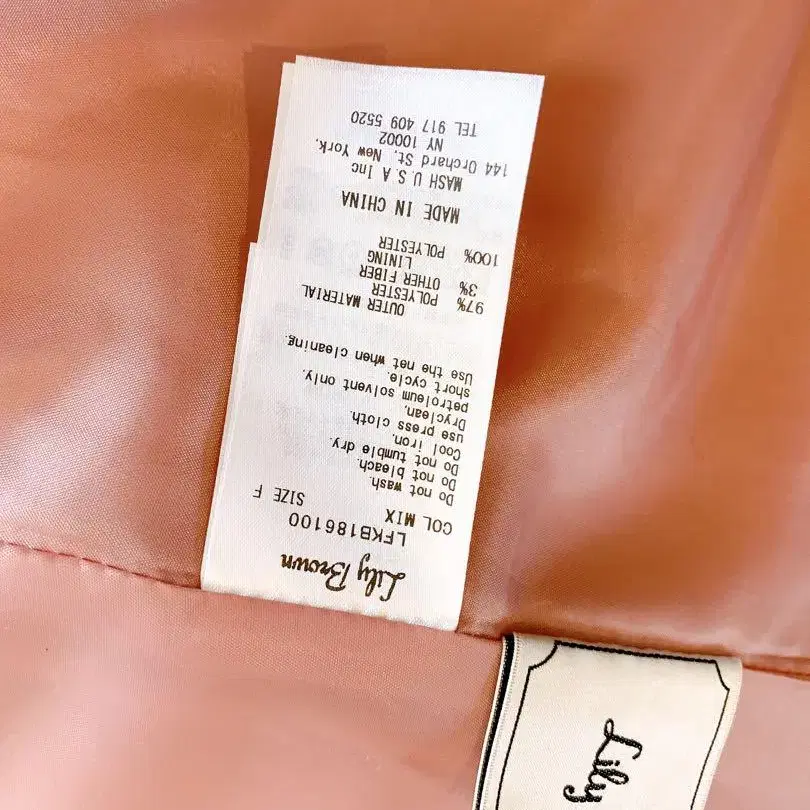 Lily Brown
LFKB186100
COL MIX SIZE F
Do not wash.
Do not bleach.
Do not tumble dry.
Cool iron.
use press cloth.
Dryclean.
petroleum solvent only.
short cycle.
Use the net when cleaning.
OUTER MATERIAL
97% POLYESTER
3% OTHER FIBER
LINING
100% POLYESTER
MADE IN CHINA
MASH U.S.A Inc
144 Orchard St. New York,
NY 10002
TEL 917 409 5520
Lily